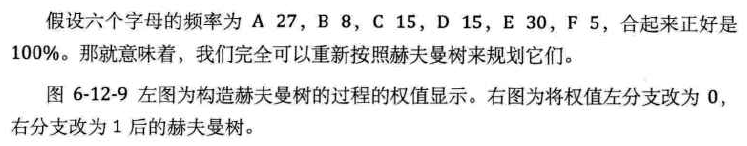 假设六个字母的频率为 A 27，B 8，C 15，D 15，E 30，F 5，合起来正好是
100%。那就意味着，我们完全可以重新按照赫夫曼树来规划它们。
图 6-12-9 左图为构造赫夫曼树的过程的权值显示。右图为将权值左分支改为 0，
右分支改为 1 后的赫夫曼树。